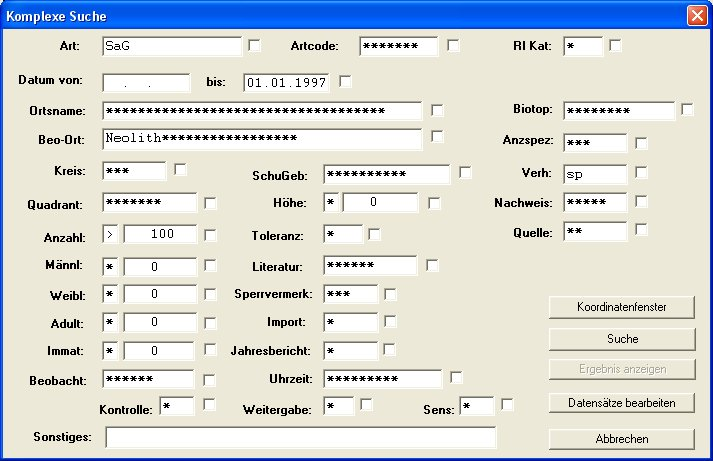 Komplexe Suche
Art: SaG Artcode: ******* Rl Kat: *
Datum von: . . bis: 01.01.1997
Ortsname: *********************************** Biotop: ********
Beo-Ort: Neolith***************** Anzspez: ***
Kreis: *** SchuGeb: ********** Verh: sp
Quadrant: ******* Höhe: * 0 Nachweis: *****
Anzahl: > 100 Toleranz: * Quelle: **
Männl: * 0 Literatur: ******
Weibl: * 0 Sperrvermerk: *** Koordinatenfenster
Adult: * 0 Import: * Suche
Immat: * 0 Jahresbericht: * Ergebnis anzeigen
Beobacht: ****** Uhrzeit: *********
Kontrolle: * Weitergabe: * Sens: * Datensätze bearbeiten
Sonstiges: Abbrechen